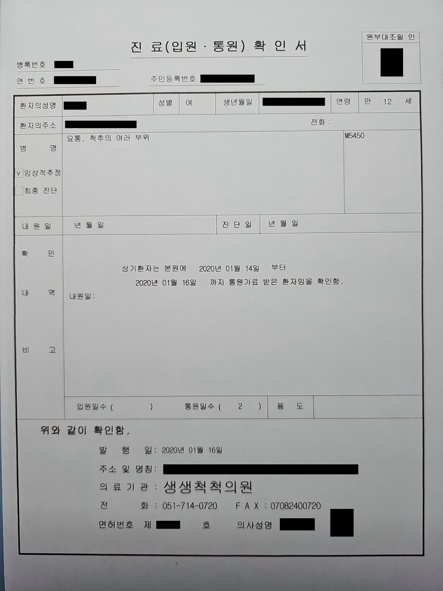 진 료(입원 · 통원) 확 인 서
원부대조필 인
병록번호
연 번 호 주민등록번호
환자의성명 성별 여 생년월일 연령 만 12 세
환자의주소 전화 :
병 명 요통, 척추의 여러 부위 M5450
v 임상적추정
최종 진단
내 원 일 년 월 일 진 단 일 년 월 일
확 인
상기환자는 본원에 2020년 01월 14일 부터
2020년 01월 16일 까지 통원가료 받은 환자임을 확인함.
내 역 내원일:
비 고
입원일수 ( ) 통원일수 ( 2 ) 용 도
위와 같이 확인함.
발 행 일: 2020년 01월 16일
주소 및 명칭:
의 료 기 관 : 생생척척의원
전 화 : 051-714-0720 F A X : 07082400720
면허번호 제 호 의사성명